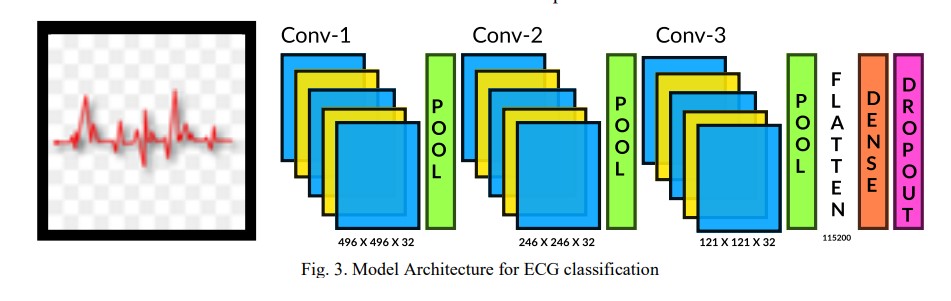 Conv-1 Conv-2 Conv-3
POOL
POOL
POOL
FLATTEN
DENSE
DROPOUT
496 X 496 X 32 246 X 246 X 32 121 X 121 X 32 115200
Fig. 3. Model Architecture for ECG classification